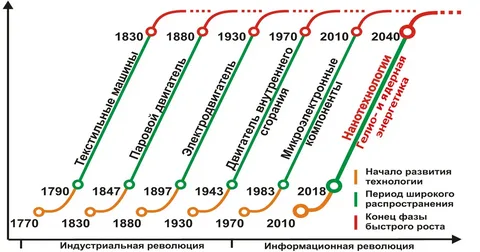 1830 1880 1930 1970 2010 2040
Текстильные машины
Паровой двигатель
Электродвигатель
Двигатель внутреннего
сгорания
Микроэлектронные
компоненты
Нанотехнологии
Гелио- и ядерная
энергетика
1790 1847 1897 1943 1983 2018
1770 1830 1880 1930 1970 2010
Начало развития
технологии
Период широкого
распространения
Конец фазы
быстрого роста
Индустриальная революция Информационная революция